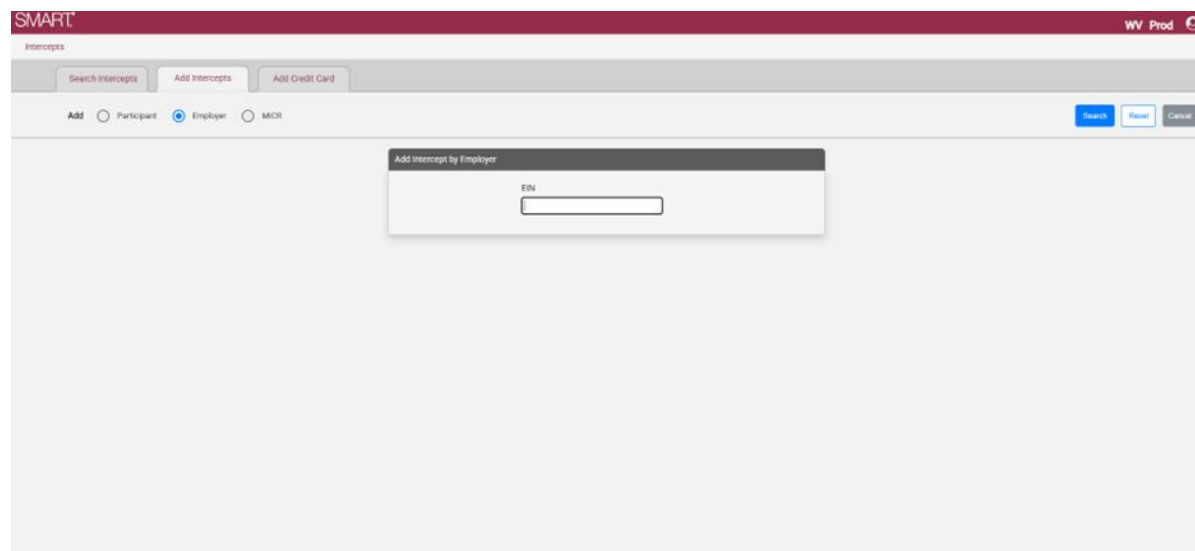 SMART
WV Prod
Intercepts
Search Intercepts Add Intercepts Add Credit Card
Add Participant Employer MICR Search Reset Cancel
Add Intercept by Employer
EIN